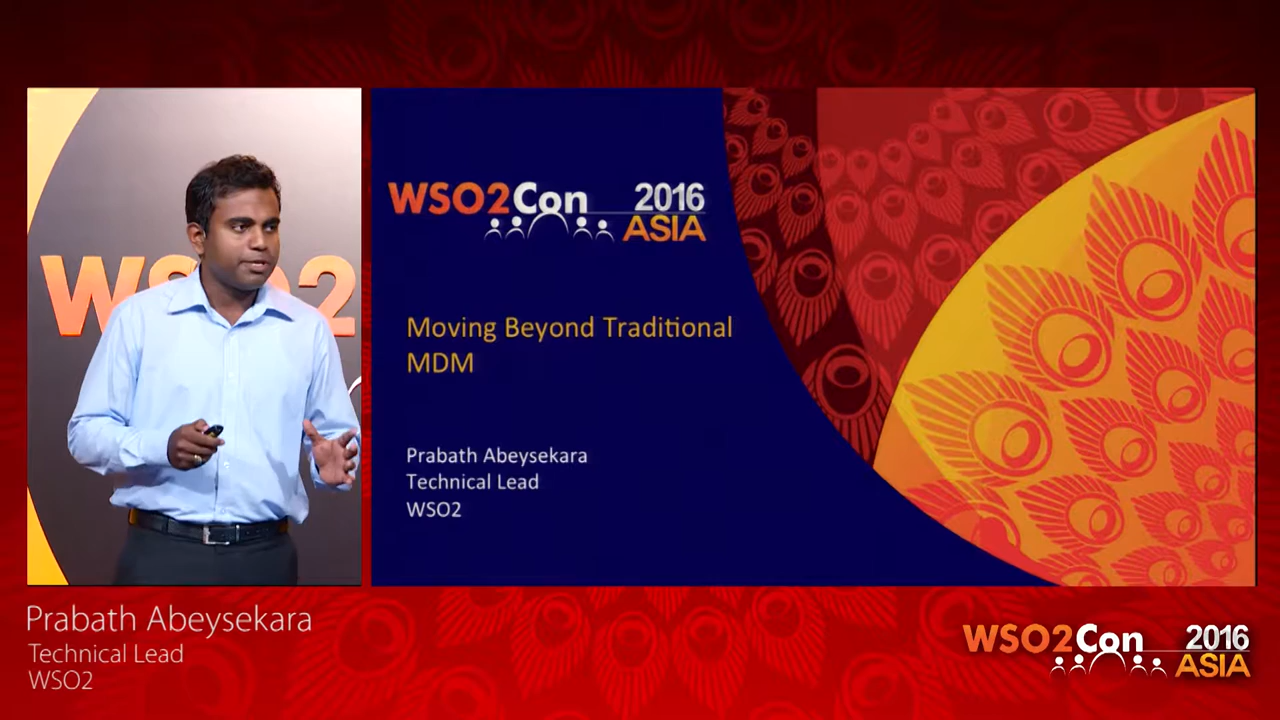 WSO2
WSO2Con 2016
ASIA
Moving Beyond Traditional
MDM
Prabath Abeysekara
Technical Lead
WSO2
Prabath Abeysekara
Technical Lead
WSO2
WSO2Con 2016
ASIA